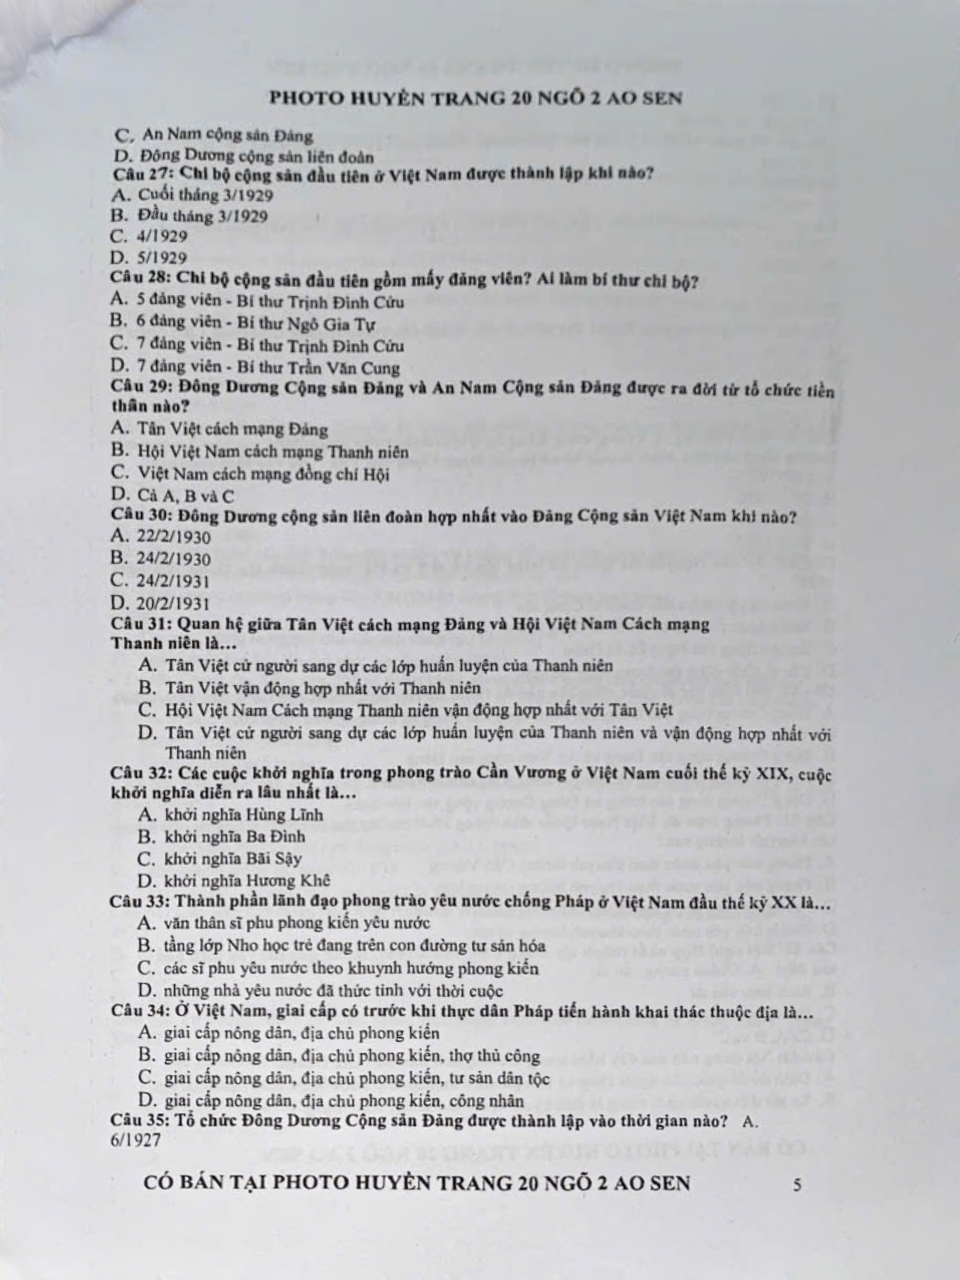 PHOTO HUYỀN TRANG 20 NGÕ 2 AO SEN
C. An Nam cộng sản Đảng
D. Đông Dương cộng sản liên đoàn
Câu 27: Chi bộ cộng sản đầu tiên ở Việt Nam được thành lập khi nào?
A. Cuối tháng 3/1929
B. Đầu tháng 3/1929
C. 4/1929
D. 5/1929
Câu 28: Chi bộ cộng sản đầu tiên gồm mấy đảng viên? Ai làm bí thư chi bộ?
A. 5 đảng viên - Bí thư Trịnh Đình Cửu
B. 6 đảng viên - Bí thư Ngô Gia Tự
C. 7 đảng viên - Bí thư Trịnh Đình Cửu
D. 7 đảng viên - Bí thư Trần Văn Cung
Câu 29: Đông Dương Cộng sản Đảng và An Nam Cộng sản Đảng được ra đời từ tổ chức tiền
thân nào?
A. Tân Việt cách mạng Đảng
B. Hội Việt Nam cách mạng Thanh niên
C. Việt Nam cách mạng đồng chí Hội
D. Cả A, B và C
Câu 30: Đông Dương cộng sản liên đoàn hợp nhất vào Đảng Cộng sản Việt Nam khi nào?
A. 22/2/1930
B. 24/2/1930
C. 24/2/1931
D. 20/2/1931
Câu 31: Quan hệ giữa Tân Việt cách mạng Đảng và Hội Việt Nam Cách mạng
Thanh niên là...
A. Tân Việt cử người sang dự các lớp huấn luyện của Thanh niên
B. Tân Việt vận động hợp nhất với Thanh niên
C. Hội Việt Nam Cách mạng Thanh niên vận động hợp nhất với Tân Việt
D. Tân Việt cử người sang dự các lớp huấn luyện của Thanh niên và vận động hợp nhất với
Thanh niên
Câu 32: Các cuộc khởi nghĩa trong phong trào Cần Vương ở Việt Nam cuối thế kỷ XIX, cuộc
khởi nghĩa diễn ra lâu nhất là...
A. khởi nghĩa Hùng Lĩnh
B. khởi nghĩa Ba Đình
C. khởi nghĩa Bãi Sậy
D. khởi nghĩa Hương Khê
Câu 33: Thành phần lãnh đạo phong trào yêu nước chống Pháp ở Việt Nam đầu thế kỷ XX là...
A. văn thân sĩ phu phong kiến yêu nước
B. tầng lớp Nho học trẻ đang trên con đường tư sản hóa
C. các sĩ phu yêu nước theo khuynh hướng phong kiến
D. những nhà yêu nước đã thức tỉnh với thời cuộc
Câu 34: Ở Việt Nam, giai cấp có trước khi thực dân Pháp tiến hành khai thác thuộc địa là...
A. giai cấp nông dân, địa chủ phong kiến
B. giai cấp nông dân, địa chủ phong kiến, thợ thủ công
C. giai cấp nông dân, địa chủ phong kiến, tư sản dân tộc
D. giai cấp nông dân, địa chủ phong kiến, công nhân
Câu 35: Tổ chức Đông Dương Cộng sản Đảng được thành lập vào thời gian nào? A.
6/1927
CÓ BÁN TẠI PHOTO HUYỀN TRANG 20 NGÕ 2 AO SEN 5